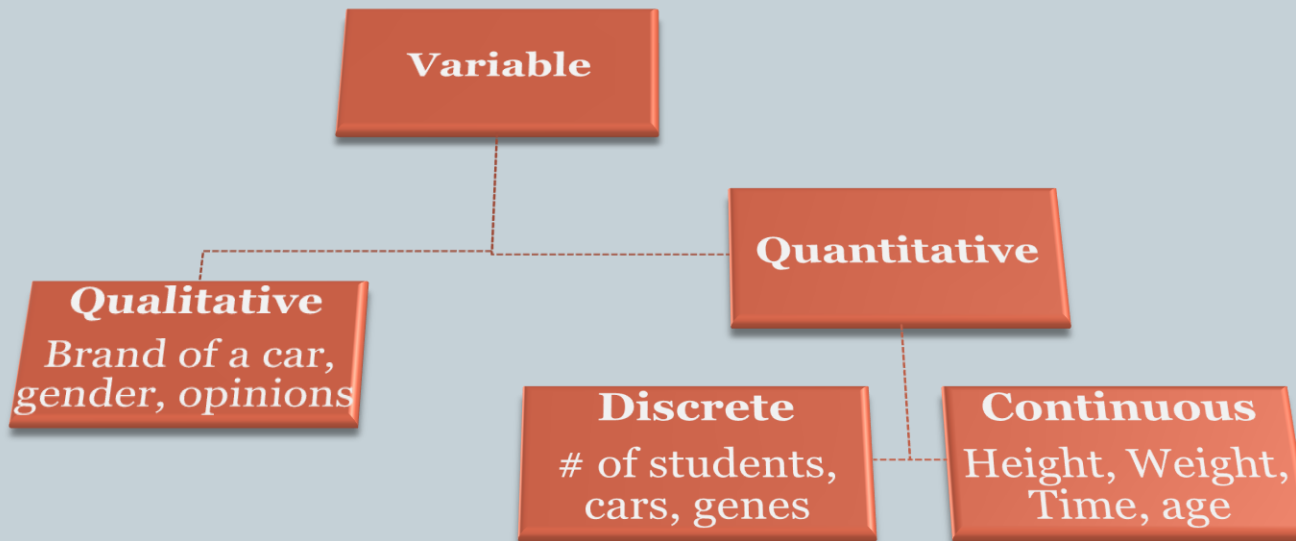 Variable
Quantitative
Qualitative
Brand of a car,
gender, opinions
Discrete
# of students,
cars, genes
Continuous
Height, Weight,
Time, age